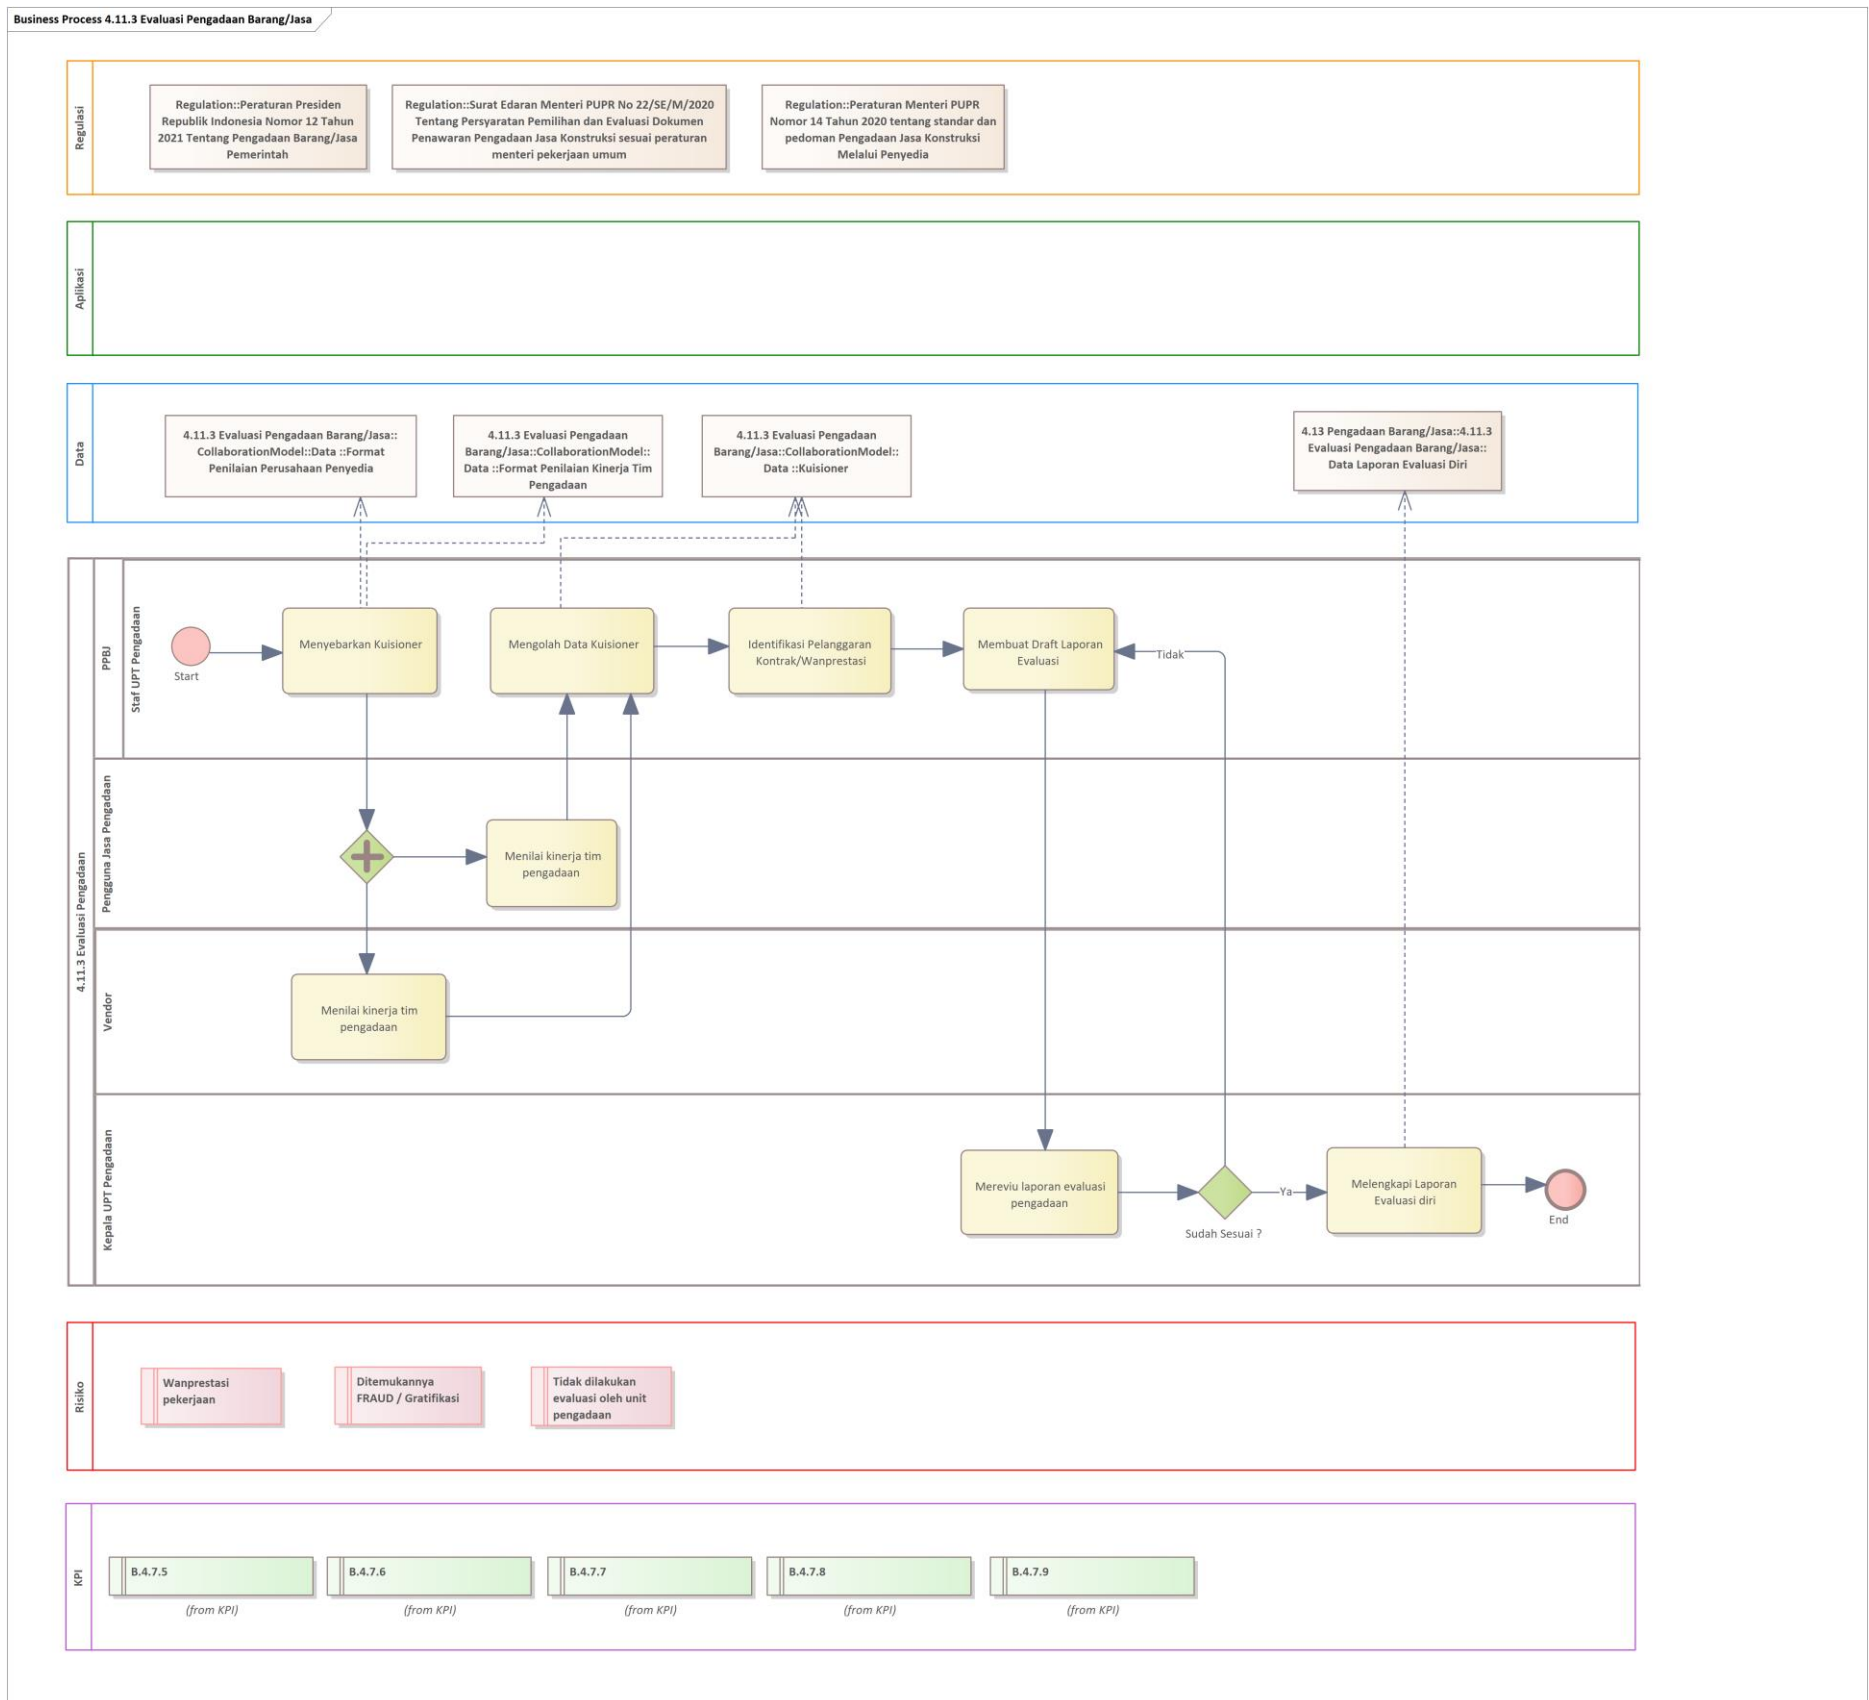 Business Process 4.11.3 Evaluasi Pengadaan Barang/Jasa
Regulasi
Regulation::Peraturan Presiden
Republik Indonesia Nomor 12 Tahun
2021 Tentang Pengadaan Barang/Jasa
Pemerintah
Regulation::Surat Edaran Menteri PUPR No 22/SE/M/2020
Tentang Persyaratan Pemilihan dan Evaluasi Dokumen
Penawaran Pengadaan Jasa Konstruksi sesuai peraturan
menteri pekerjaan umum
Regulation::Peraturan Menteri PUPR
Nomor 14 Tahun 2020 tentang standar dan
pedoman Pengadaan Jasa Konstruksi
Melalui Penyedia
Aplikasi
Data
4.11.3 Evaluasi Pengadaan Barang/Jasa::
CollaborationModel::Data ::Format
Penilaian Perusahaan Penyedia
4.11.3 Evaluasi Pengadaan
Barang/Jasa::CollaborationModel::
Data ::Format Penilaian Kinerja Tim
Pengadaan
4.11.3 Evaluasi Pengadaan
Barang/Jasa::CollaborationModel::
Data ::Kuisioner
4.13 Pengadaan Barang/Jasa::4.11.3
Evaluasi Pengadaan Barang/Jasa::
Data Laporan Evaluasi Diri
4.11.3 Evaluasi Pengadaan
PPBJ
Staf UPT Pengadaan
Start
Menyebarkan Kuisioner
Mengolah Data Kuisioner
Identifikasi Pelanggaran
Kontrak/Wanprestasi
Membuat Draft Laporan
Evaluasi
Tidak
Pengguna Jasa Pengadaan
Menilai kinerja tim
pengadaan
Vendor
Menilai kinerja tim
pengadaan
Kepala UPT Pengadaan
Mereviu laporan evaluasi
pengadaan
Sudah Sesuai ?
Ya
Melengkapi Laporan
Evaluasi diri
End
Risiko
Wanprestasi
pekerjaan
Ditemukannya
FRAUD / Gratifikasi
Tidak dilakukan
evaluasi oleh unit
pengadaan
KPI
B.4.7.5
(from KPI)
B.4.7.6
(from KPI)
B.4.7.7
(from KPI)
B.4.7.8
(from KPI)
B.4.7.9
(from KPI)